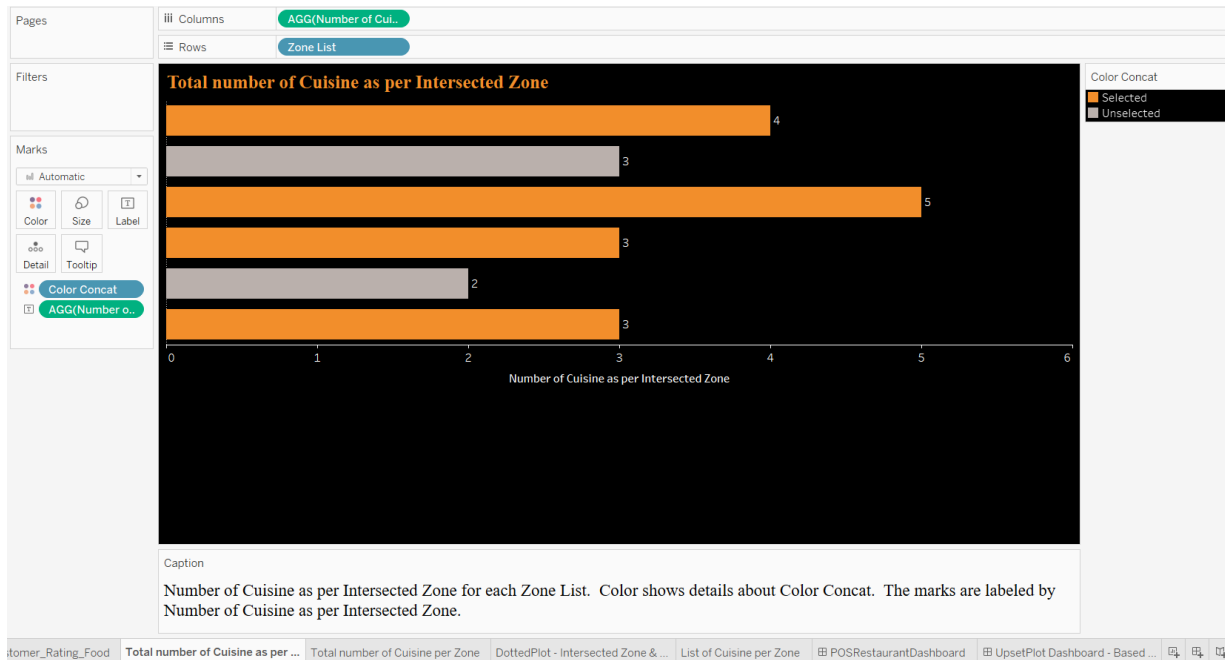 Pages
Columns
AGG(Number of Cui..
Rows
Zone List
Filters
Marks
Automatic
Color
Size
Label
Detail
Tooltip
Color Concat
AGG(Number o..
Total number of Cuisine as per Intersected Zone
4
3
5
3
2
3
0 1 2 3 4 5 6
Number of Cuisine as per Intersected Zone
Color Concat
Selected
Unselected
Caption
Number of Cuisine as per Intersected Zone for each Zone List. Color shows details about Color Concat. The marks are labeled by
Number of Cuisine as per Intersected Zone.
stomer_Rating_Food
Total number of Cuisine as per ...
Total number of Cuisine per Zone
DottedPlot - Intersected Zone & ...
List of Cuisine per Zone
POSRestaurantDashboard
UpsetPlot Dashboard - Based ...